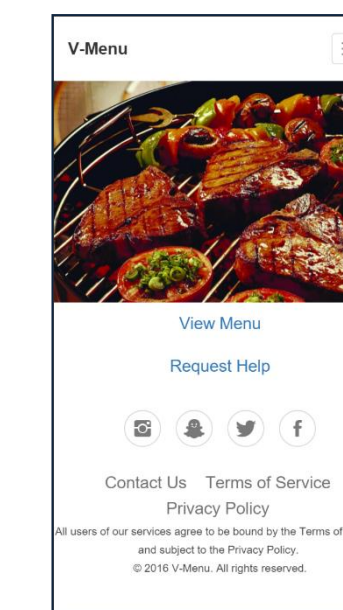 V-Menu
View Menu
Request Help
Contact Us Terms of Service
Privacy Policy
All users of our services agree to be bound by the Terms of
and subject to the Privacy Policy.
© 2016 V-Menu. All rights reserved.